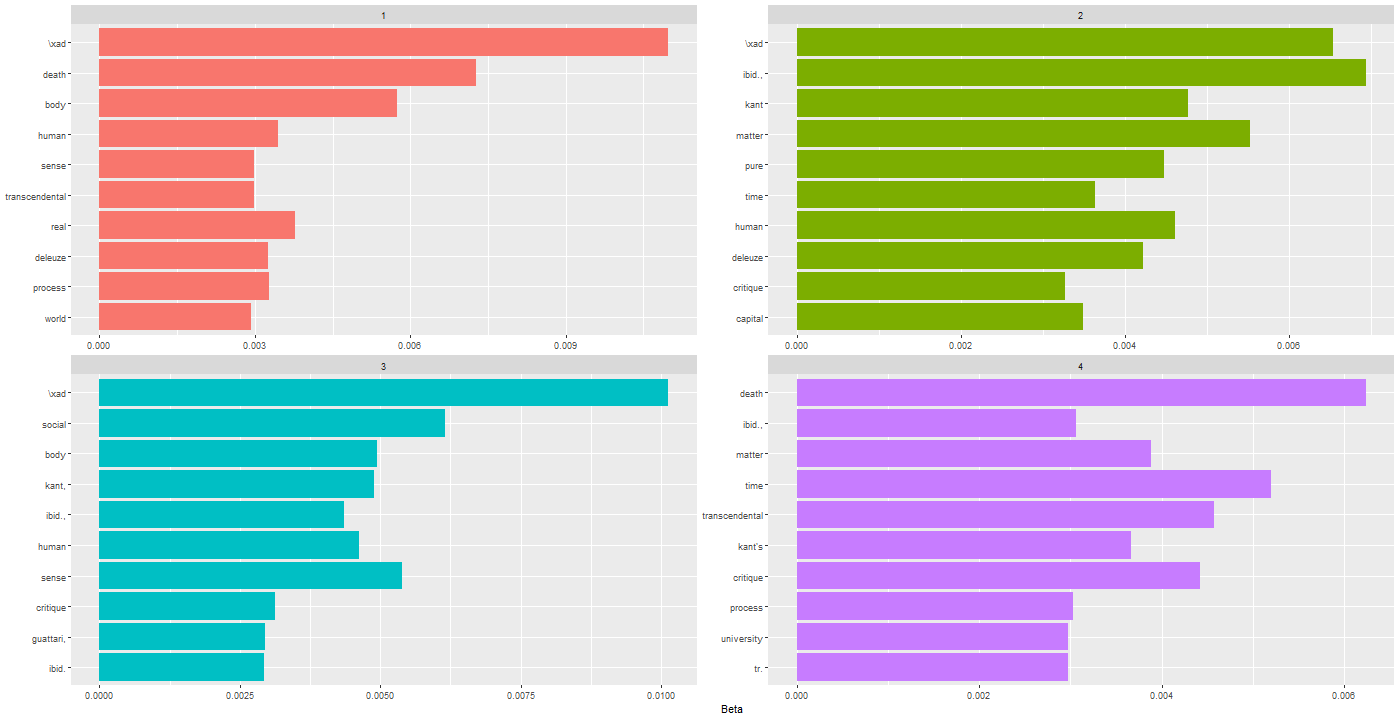 1
\xad
death
body
human
sense
transcendental
real
deleuze
process
world
0.000 0.003 0.006 0.009
2
\xad
ibid.,
kant
matter
pure
time
human
deleuze
critique
capital
0.000 0.002 0.004 0.006
3
\xad
social
body
kant,
ibid.,
human
sense
critique
guattari,
ibid.
0.0000 0.0025 0.0050 0.0075 0.0100
4
death
ibid.,
matter
time
transcendental
kant's
critique
process
university
tr.
0.000 0.002 0.004 0.006
Beta